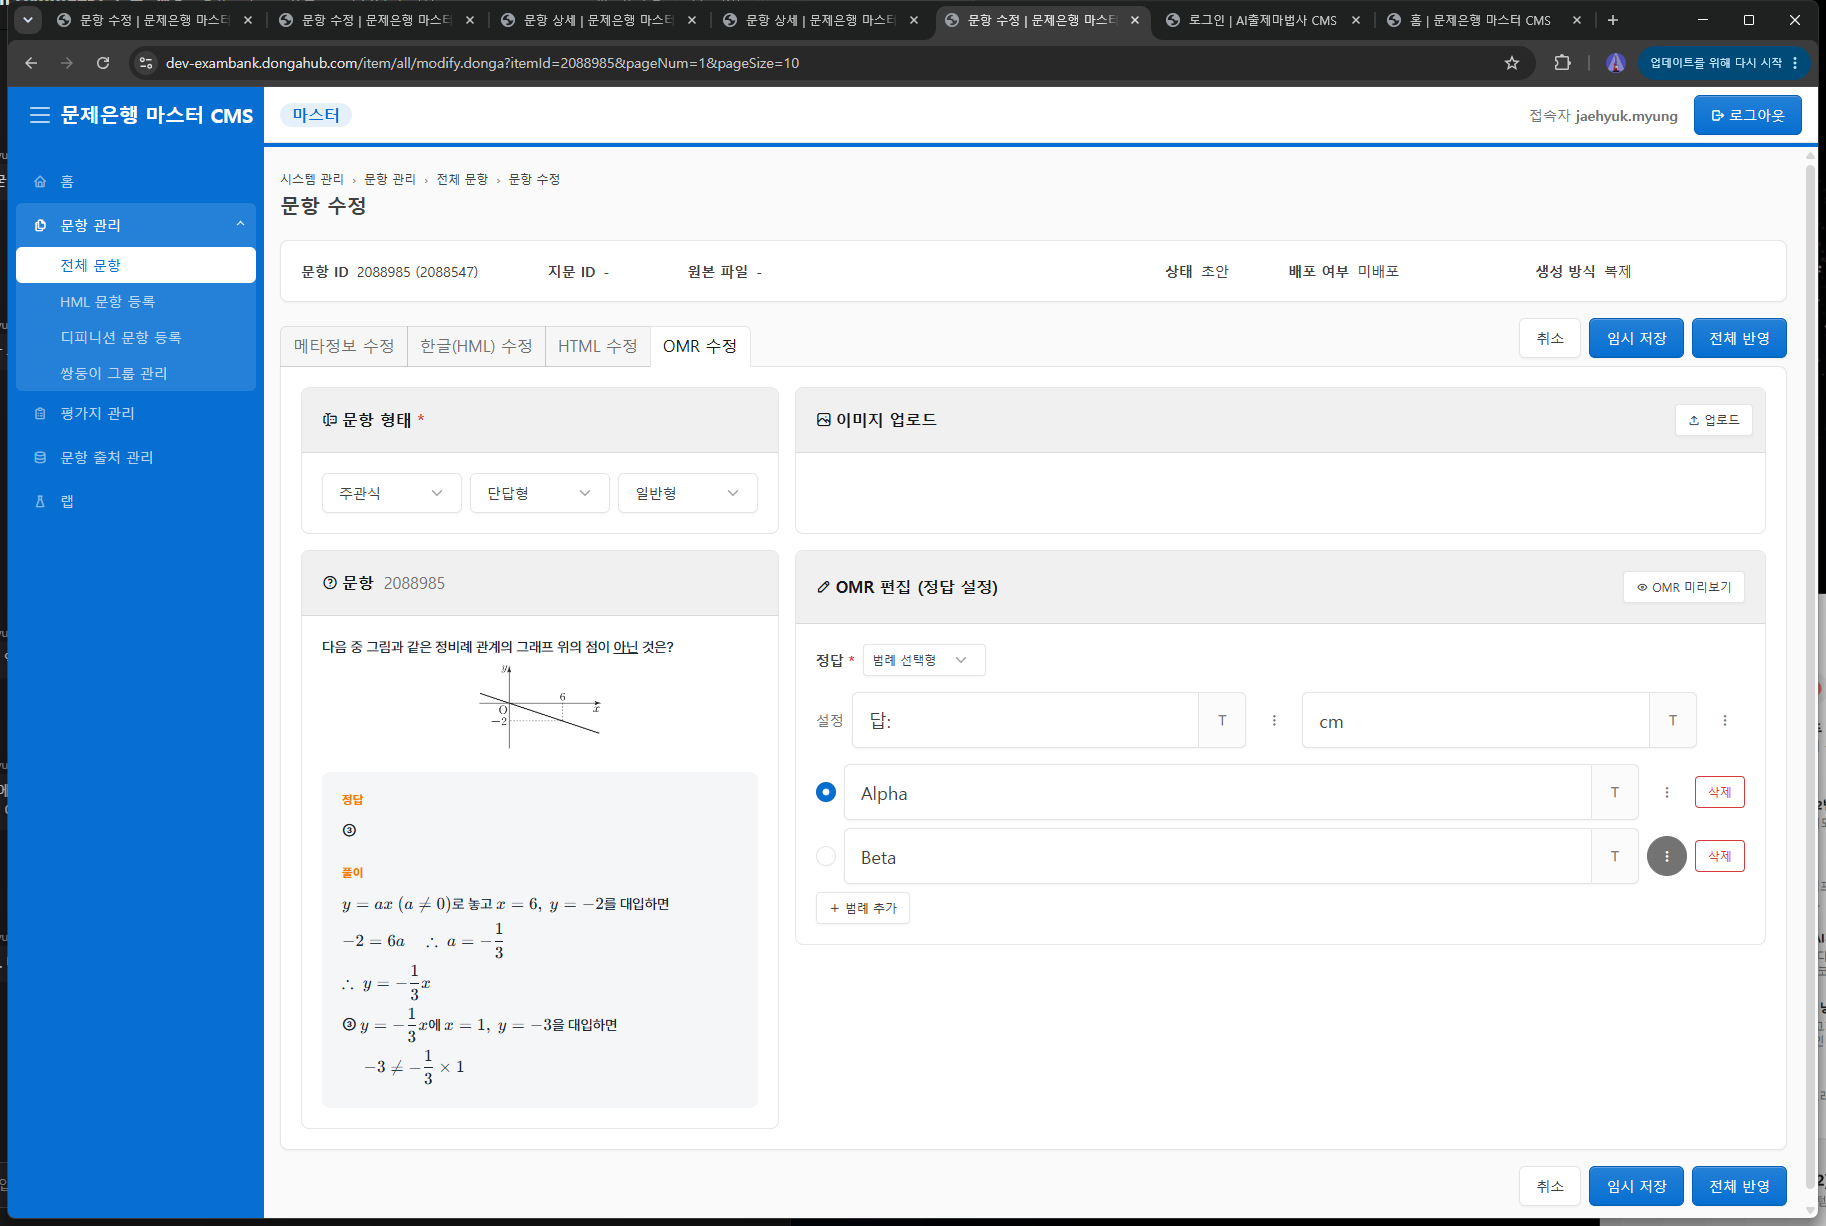 문항 수정 | 문제은행 마스터
문항 수정 | 문제은행 마스터
문항 상세 | 문제은행 마스터
문항 상세 | 문제은행 마스터
문항 수정 | 문제은행 마스터
로그인 | AI출제마법사 CMS
홈 | 문제은행 마스터 CMS
dev-exambank.dongahub.com/item/all/modify.donga?itemId=2088985&pageNum=1&pageSize=10
업데이트를 위해 다시 시작
문제은행 마스터 CMS
마스터
접속자 jaehyuk.myung
로그아웃
홈
문항 관리
전체 문항
HML 문항 등록
디피니션 문항 등록
쌍둥이 그룹 관리
평가지 관리
문항 출처 관리
랩
시스템 관리 › 문항 관리 › 전체 문항 › 문항 수정
문항 수정
문항 ID 2088985 (2088547)
지문 ID -
원본 파일 -
상태 초안
배포 여부 미배포
생성 방식 복제
메타정보 수정
한글(HML) 수정
HTML 수정
OMR 수정
취소
임시 저장
전체 반영
문항 형태 *
주관식
단답형
일반형
이미지 업로드
업로드
문항 2088985
다음 중 그림과 같은 정비례 관계의 그래프 위의 점이 아닌 것은?
y
6
O
x
−2
정답
③
풀이
y = ax (a ≠ 0)로 놓고 x = 6, y = −2를 대입하면
−2 = 6a ∴ a = −1/3
∴ y = −1/3x
③ y = −1/3x에 x = 1, y = −3을 대입하면
−3 ≠ −1/3 × 1
OMR 편집 (정답 설정)
OMR 미리보기
정답 * 범례 선택형
설정 답: T cm T
Alpha T 삭제
Beta T 삭제
+ 범례 추가
취소
임시 저장
전체 반영